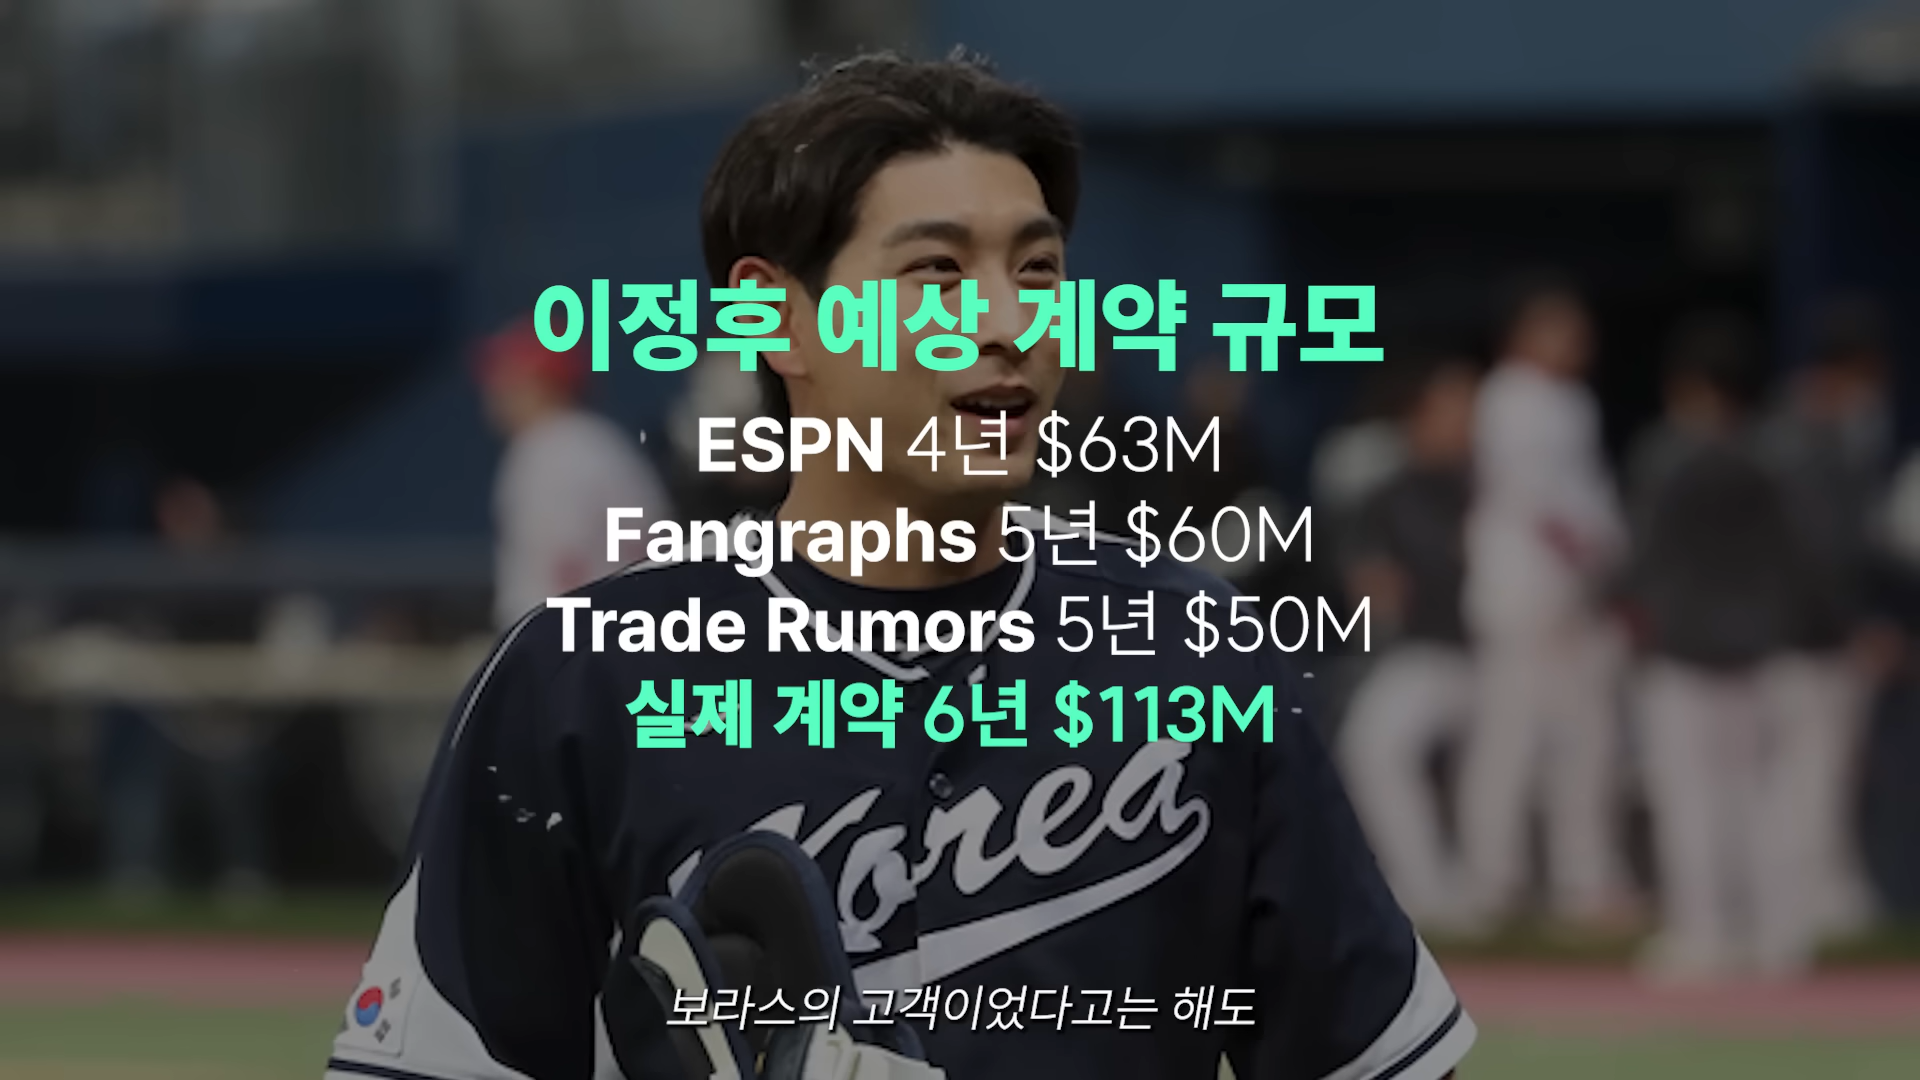 이정후 예상 계약 규모
ESPN 4년 $63M
Fangraphs 5년 $60M
Trade Rumors 5년 $50M
실제 계약 6년 $113M
Korea
보라스의 고객이었다고는 해도